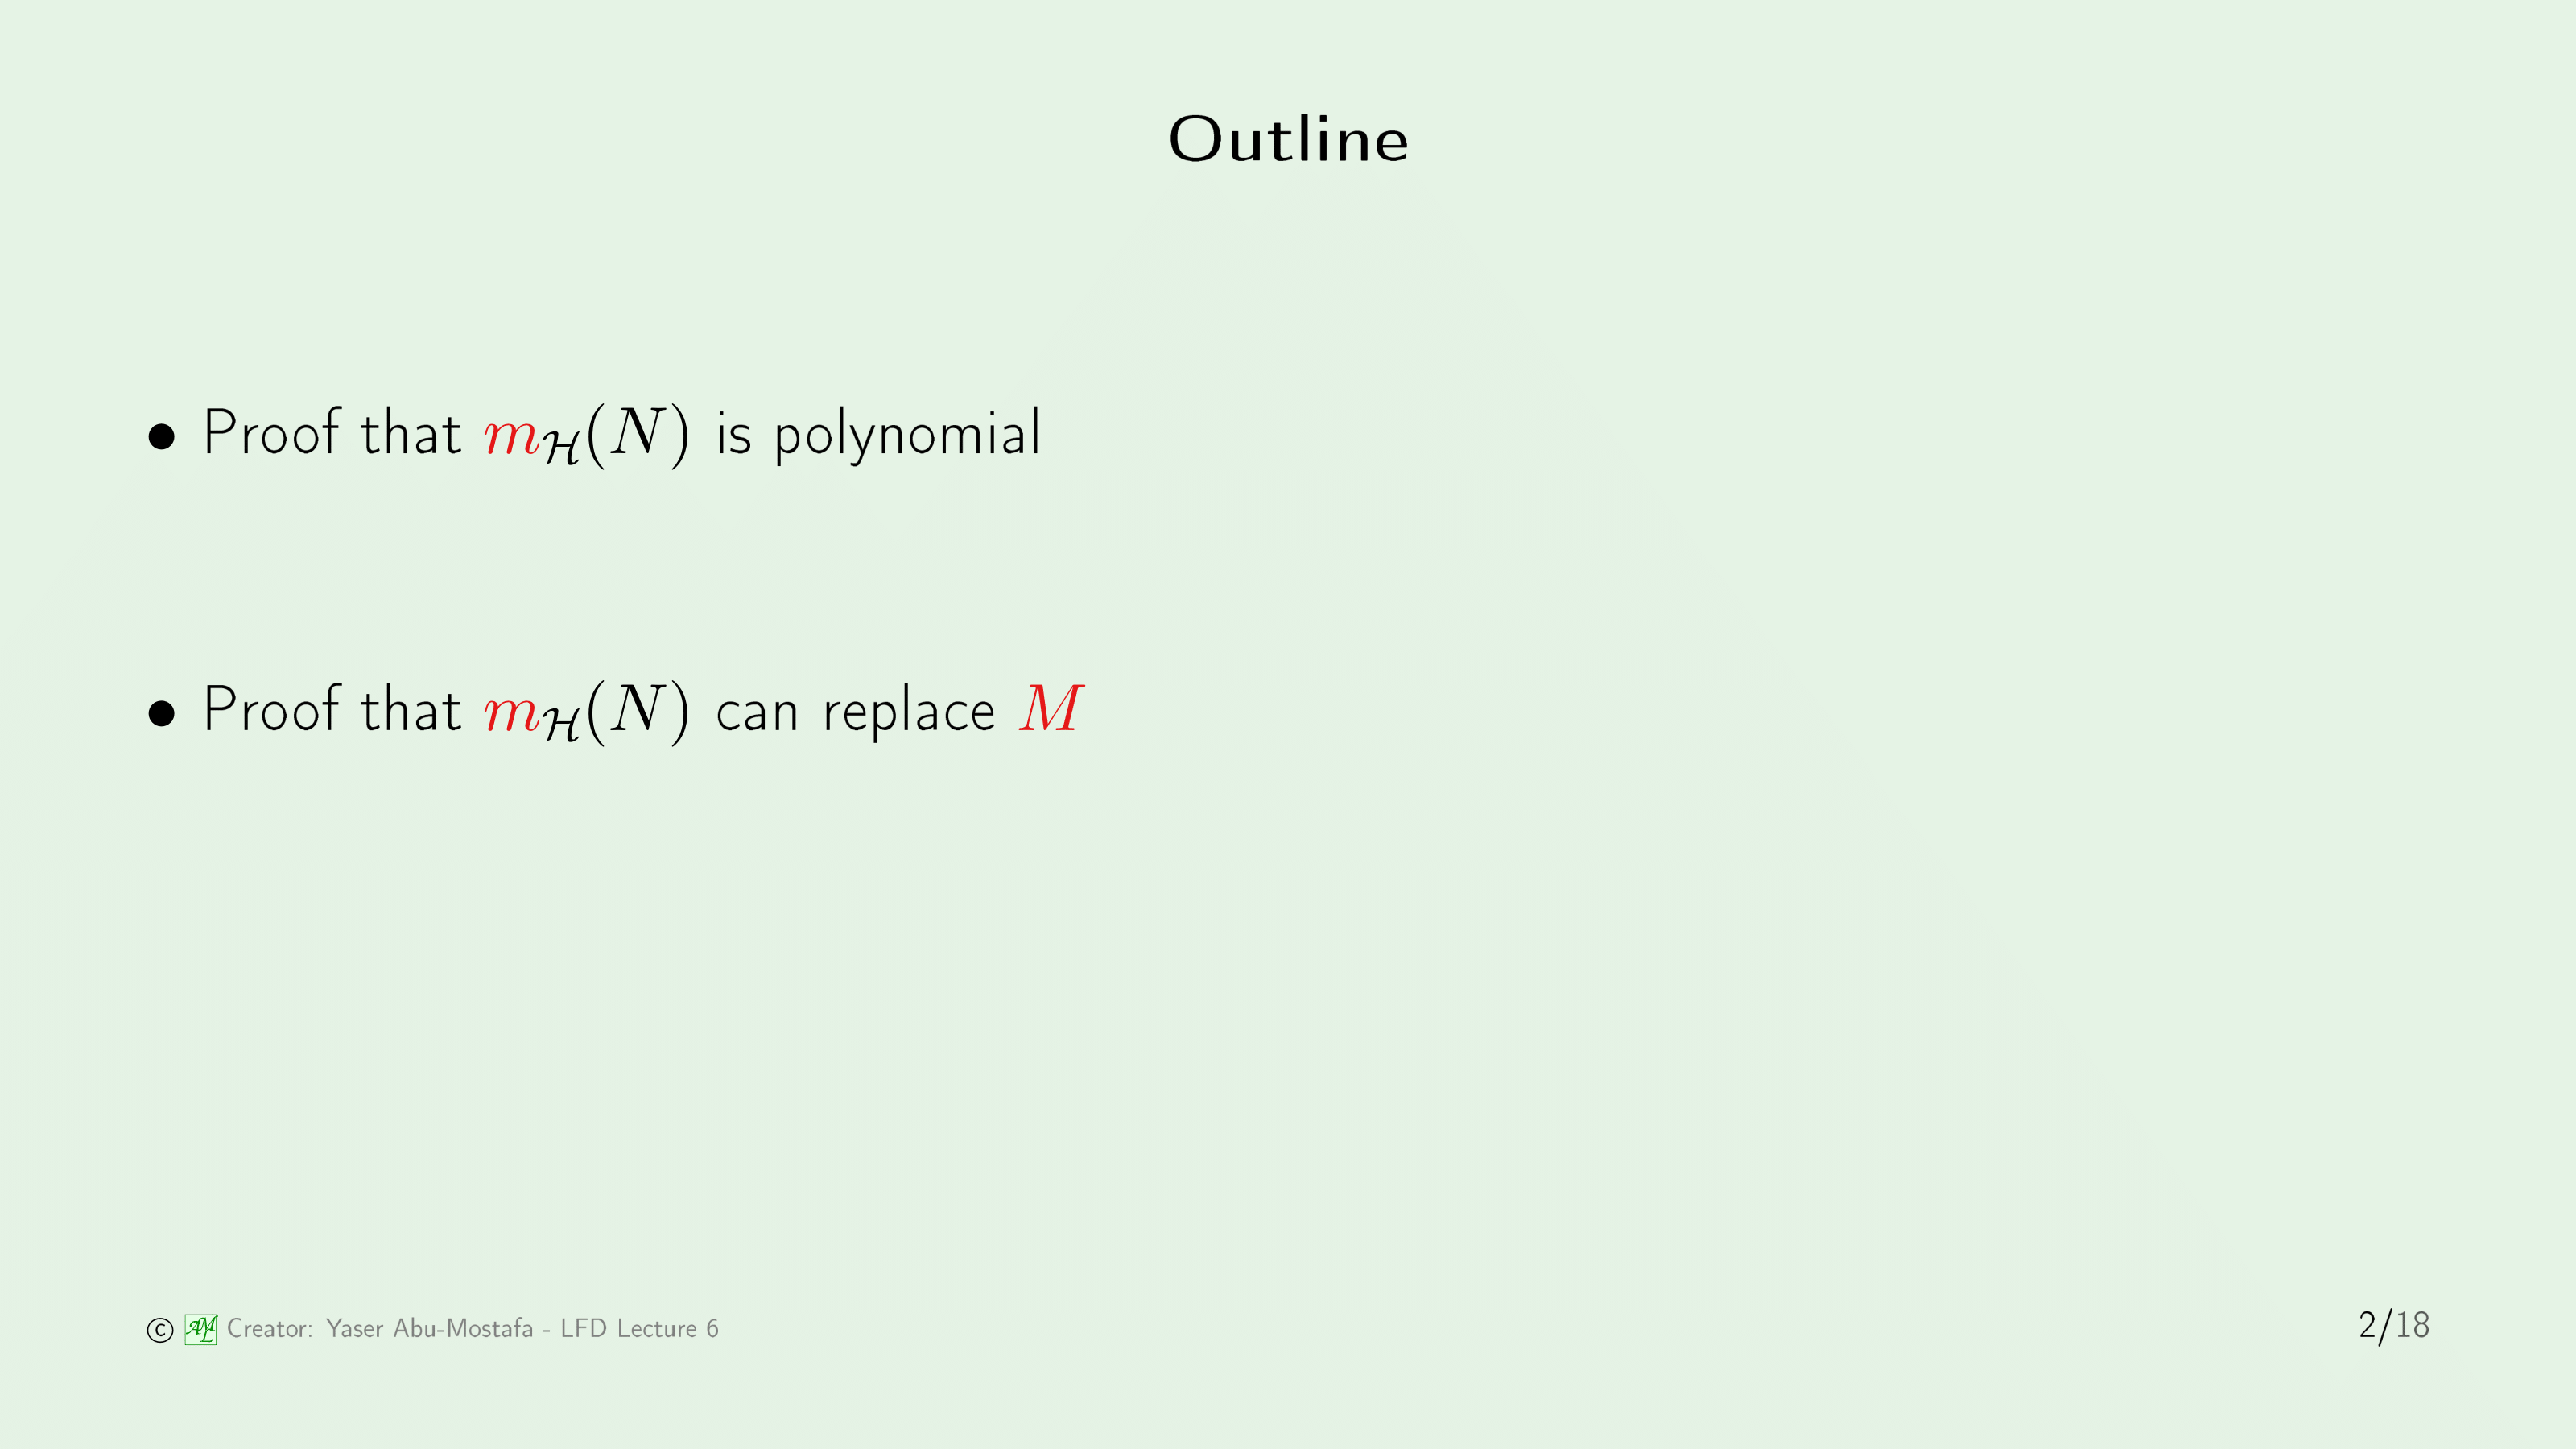 Outline
• Proof that $m_{\mathcal{H}}(N)$ is polynomial
• Proof that $m_{\mathcal{H}}(N)$ can replace $M$
© AML Creator: Yaser Abu-Mostafa - LFD Lecture 6
2/18